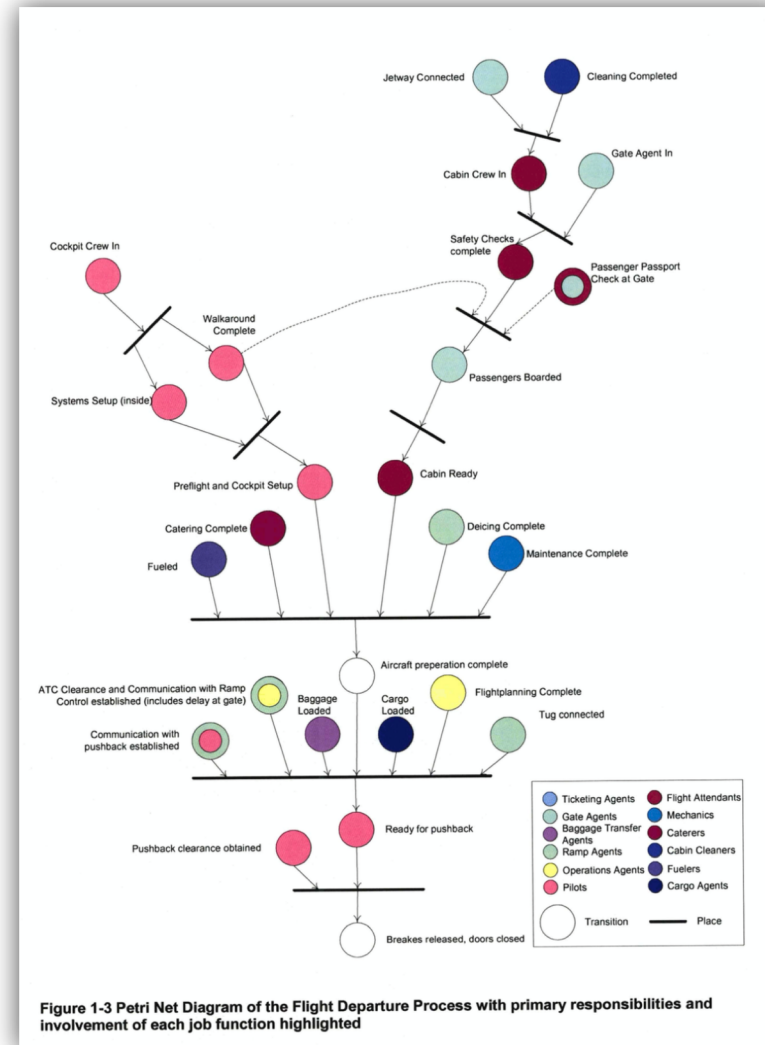 Jetway Connected
Cleaning Completed
Gate Agent In
Cabin Crew In
Safety Checks
complete
Cockpit Crew In
Passenger Passport
Check at Gate
Walkaround
Complete
Passengers Boarded
Systems Setup (inside)
Cabin Ready
Preflight and Cockpit Setup
Catering Complete
Deicing Complete
Fueled
Maintenance Complete
Aircraft preperation complete
ATC Clearance and Communication with Ramp
Control established (includes delay at gate)
Baggage
Loaded
Cargo
Loaded
Flightplanning Complete
Tug connected
Communication with
pushback established
Ready for pushback
Pushback clearance obtained
Breakes released, doors closed
Ticketing Agents
Gate Agents
Baggage Transfer
Agents
Ramp Agents
Operations Agents
Pilots
Flight Attendants
Mechanics
Caterers
Cabin Cleaners
Fuelers
Cargo Agents
Transition
Place
Figure 1-3 Petri Net Diagram of the Flight Departure Process with primary responsibilities and
involvement of each job function highlighted